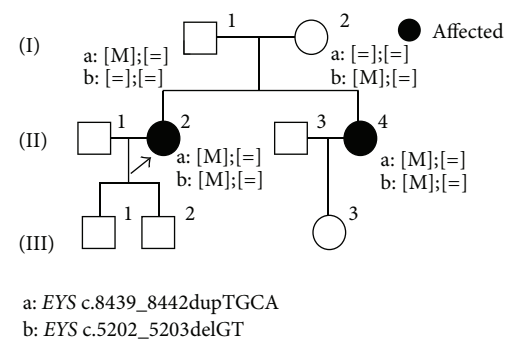 1 2 Affected
(I)
a: [M];[=] a: [=];[=]
b: [=];[=] b: [M];[=]
(II) 1 2 3 4
a: [M];[=] a: [M];[=]
b: [M];[=] b: [M];[=]
(III) 1 2 3
a: EYS c.8439_8442dupTGCA
b: EYS c.5202_5203delGT